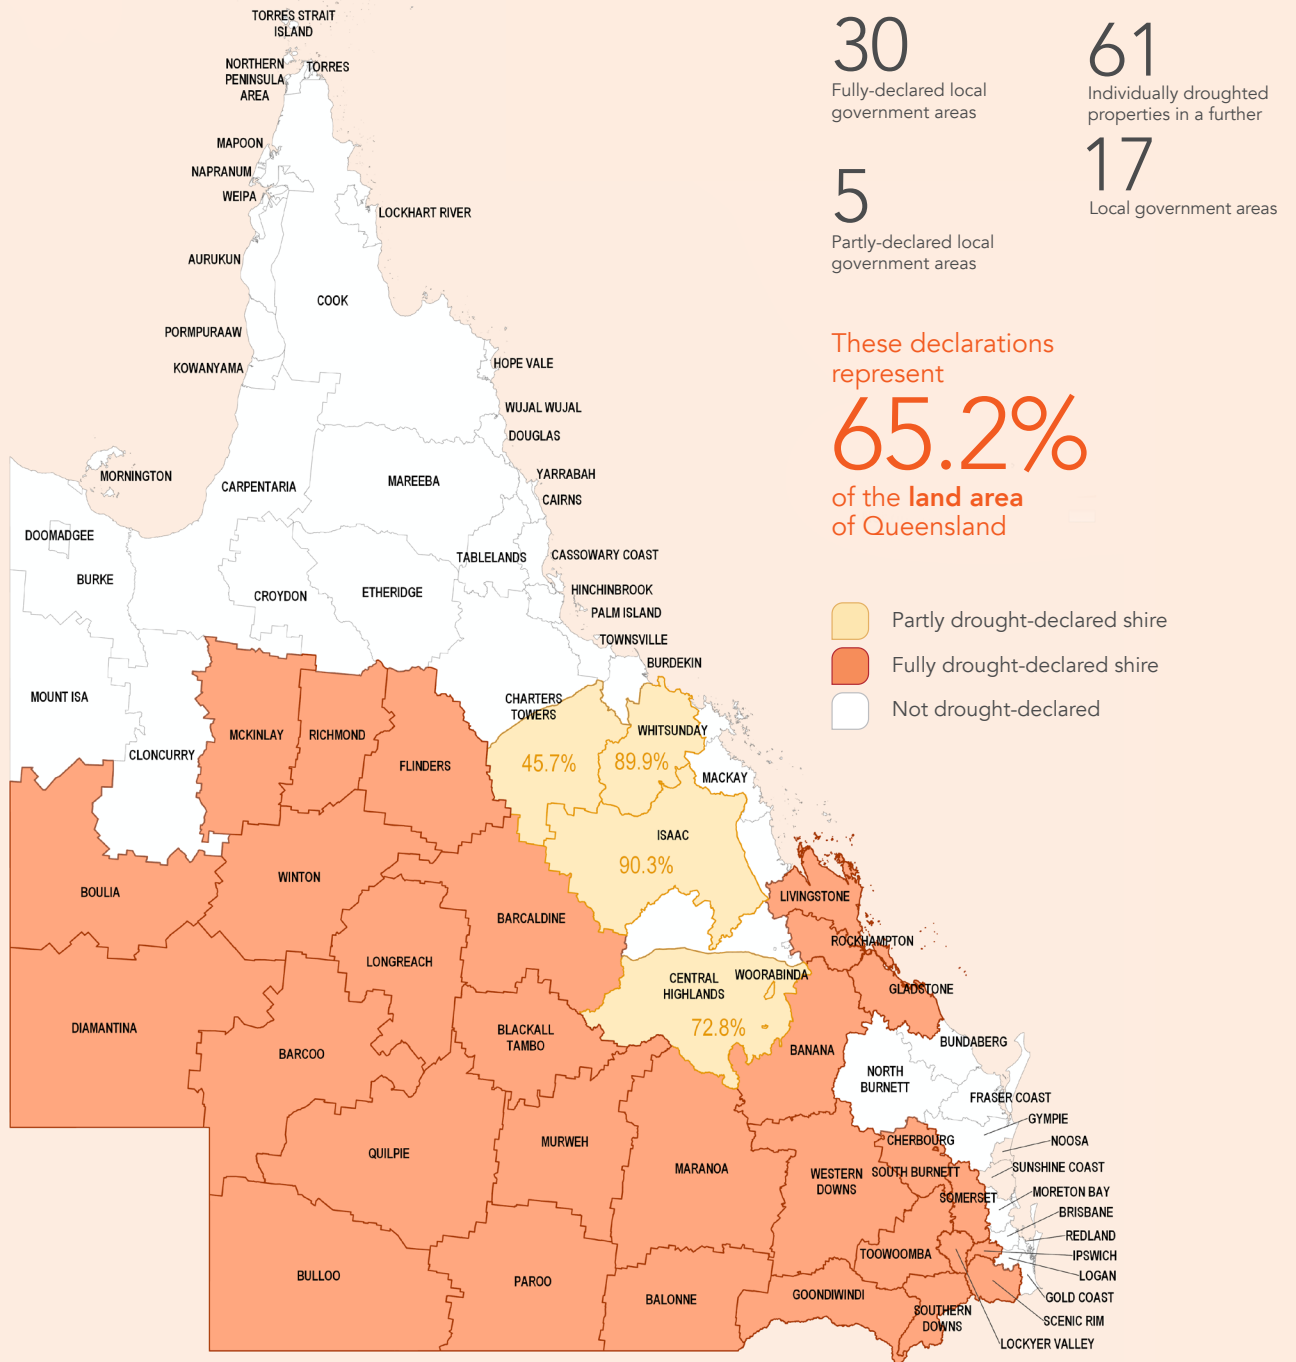 TORRES STRAIT
ISLAND
NORTHERN
PENINSULA
AREA
TORRES
MAPOON
NAPRANUM
WEIPA
LOCKHART RIVER
AURUKUN
COOK
PORMPURAAW
KOWANYAMA
HOPE VALE
WUJAL WUJAL
DOUGLAS
MORNINGTON
CARPENTARIA
MAREEBA
YARRABAH
CAIRNS
DOOMADGEE
BURKE
CROYDON
ETHERIDGE
TABLELANDS
CASSOWARY COAST
HINCHINBROOK
PALM ISLAND
TOWNSVILLE
BURDEKIN
MOUNT ISA
CLONCURRY
MCKINLAY
RICHMOND
FLINDERS
CHARTERS
TOWERS
45.7%
WHITSUNDAY
89.9%
MACKAY
ISAAC
90.3%
BOULIA
WINTON
BARCALDINE
LIVINGSTONE
ROCKHAMPTON
LONGREACH
CENTRAL
HIGHLANDS
WOORABINDA
72.8%
GLADSTONE
DIAMANTINA
BARCOO
BLACKALL
TAMBO
BANANA
BUNDABERG
NORTH
BURNETT
FRASER COAST
GYMPIE
NOOSA
QUILPIE
MURWEH
MARANOA
CHERBOURG
WESTERN
DOWNS
SOUTH BURNETT
SUNSHINE COAST
SOMERSET
MORETON BAY
BRISBANE
REDLAND
IPSWICH
LOGAN
TOOWOOMBA
BULLOO
PAROO
BALONNE
GOONDIWINDI
GOLD COAST
SOUTHERN
DOWNS
SCENIC RIM
LOCKYER VALLEY
30
Fully-declared local
government areas
61
Individually droughted
properties in a further
17
Local government areas
5
Partly-declared local
government areas
These declarations
represent
65.2%
of the land area
of Queensland
Partly drought-declared shire
Fully drought-declared shire
Not drought-declared